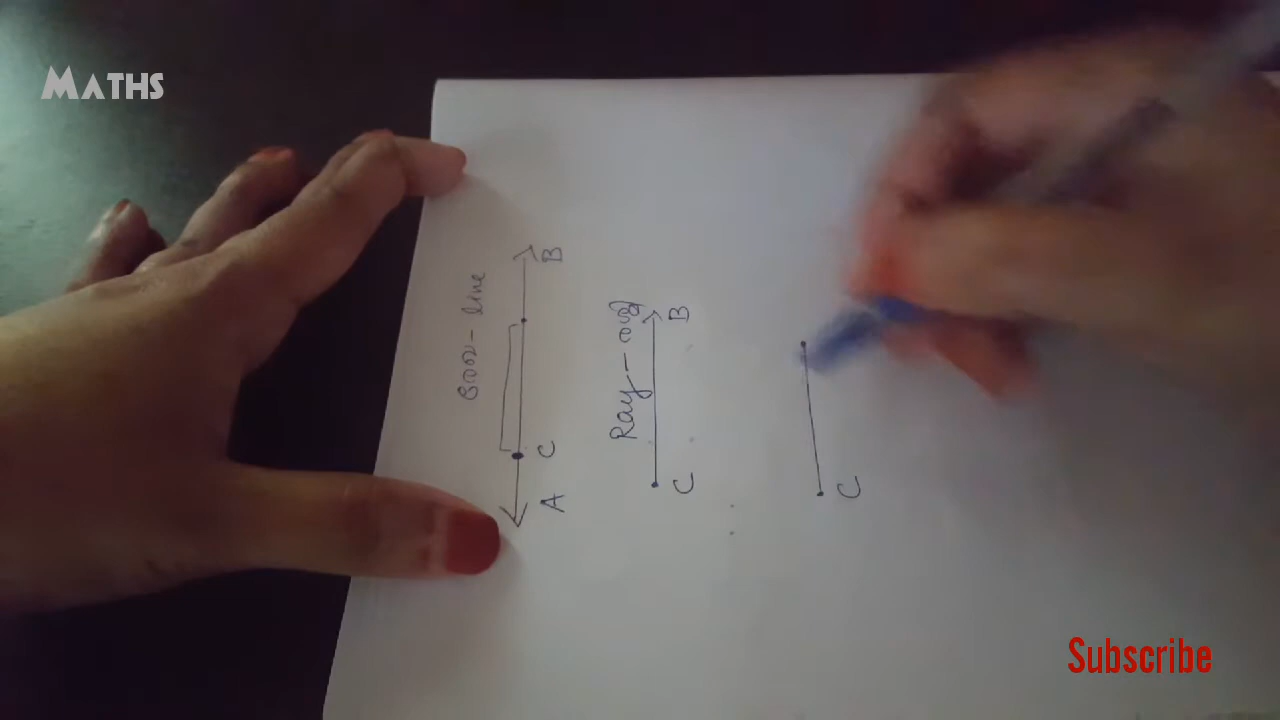 MATHS
- line
A C B
Ray -
C B
C
Subscribe